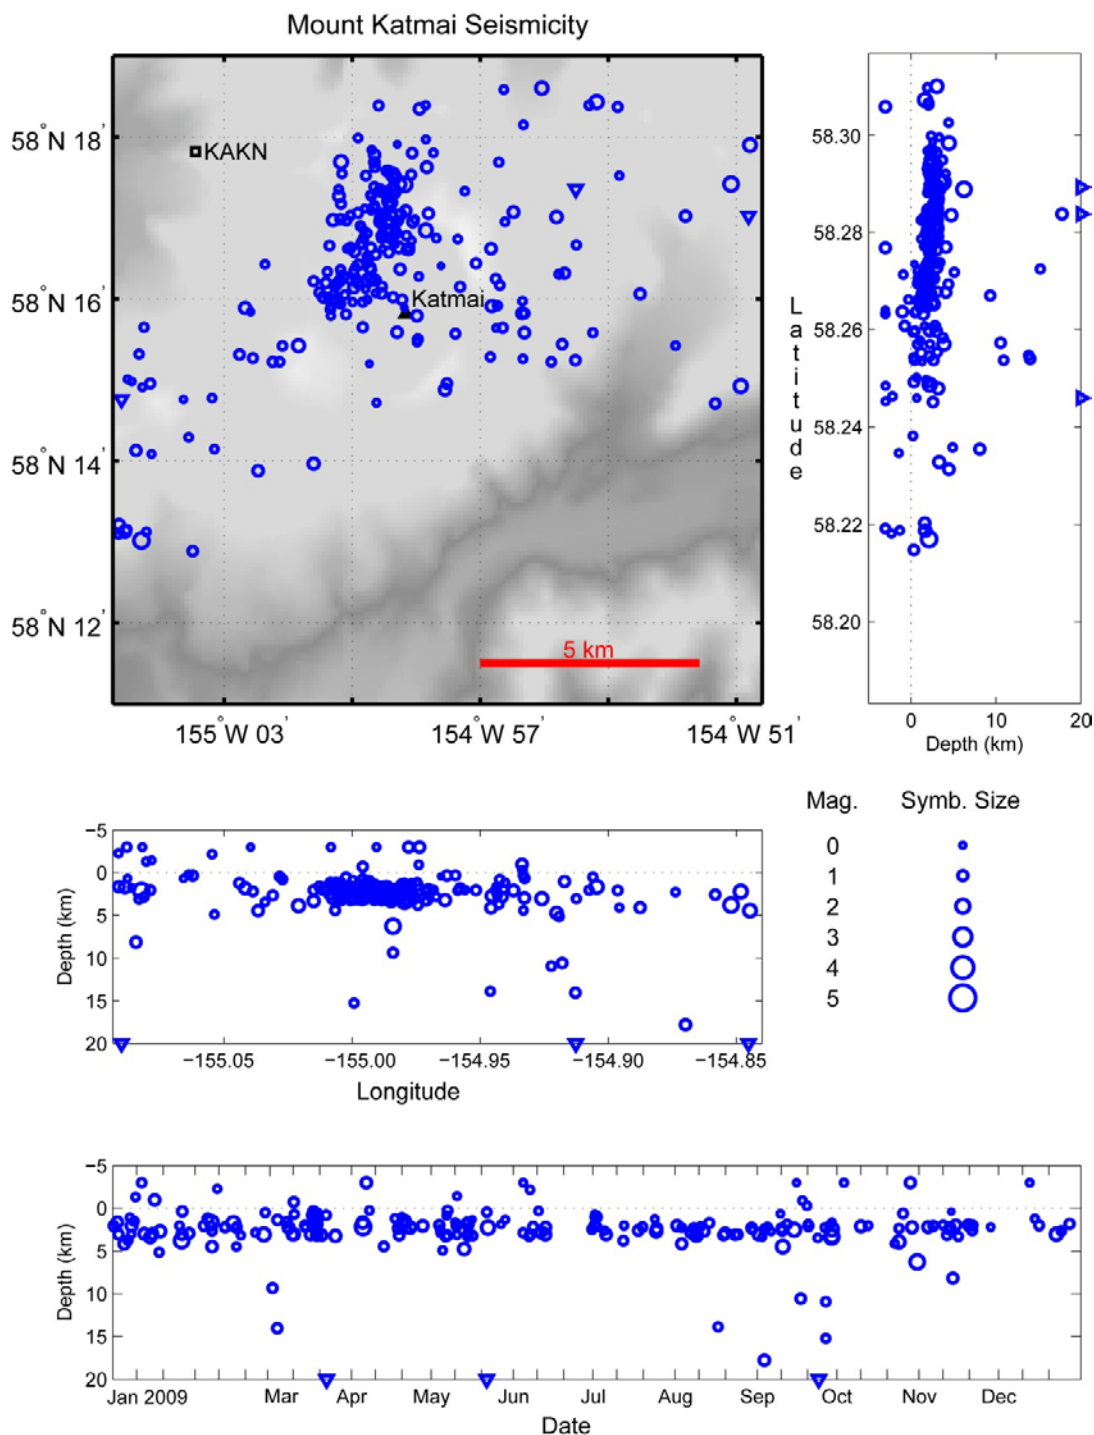 Mount Katmai Seismicity
58°N 18'
58°N 16'
58°N 14'
58°N 12'
KAKN
Katmai
5 km
155°W 03'
154°W 57'
154°W 51'
Latitude
58.30
58.28
58.26
58.24
58.22
58.20
0 10 20
Depth (km)
Mag. Symb. Size
0
1
2
3
4
5
−5
0
5
10
15
20
Depth (km)
−155.05 −155.00 −154.95 −154.90 −154.85
Longitude
−5
0
5
10
15
20
Depth (km)
Jan 2009 Mar Apr May Jun Jul Aug Sep Oct Nov Dec
Date